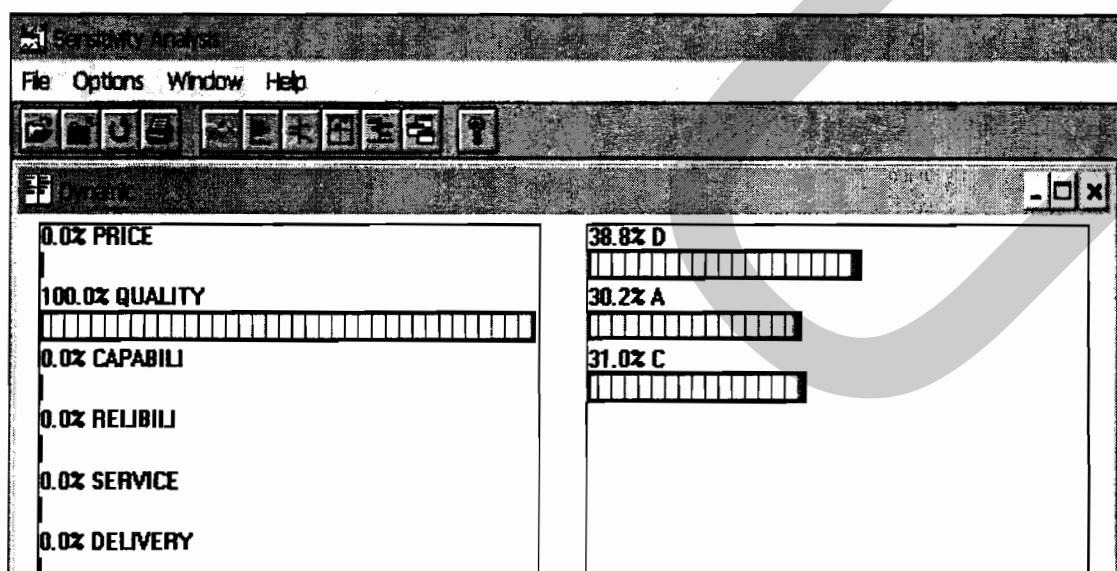 Sensitivity Analysis
File Options Window Help
Dynamic
0.0% PRICE
100.0% QUALITY
0.0% CAPABILI
0.0% RELIBILI
0.0% SERVICE
0.0% DELIVERY
38.8% D
30.2% A
31.0% C